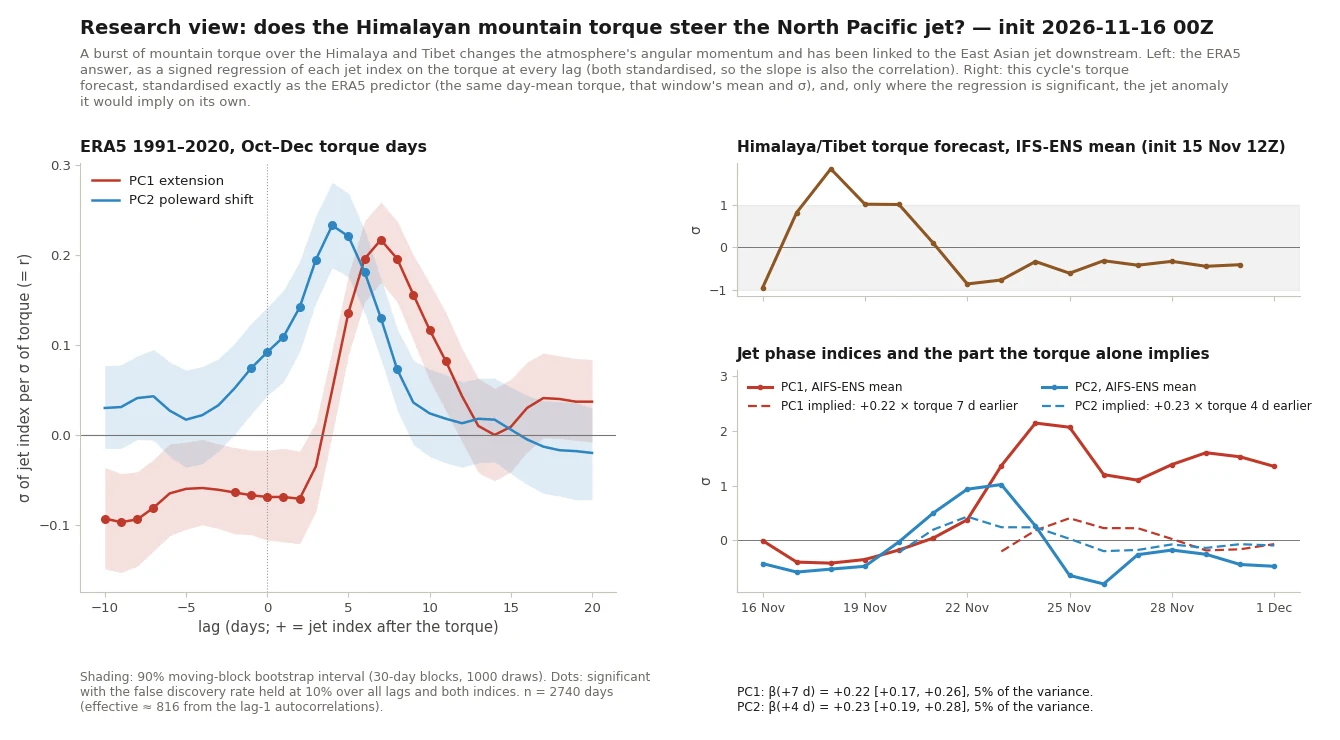 Research view: does the Himalayan mountain torque steer the North Pacific jet? — init 2026-11-16 00Z
A burst of mountain torque over the Himalaya and Tibet changes the atmosphere's angular momentum and has been linked to the East Asian jet downstream. Left: the ERA5
answer, as a signed regression of each jet index on the torque at every lag (both standardised, so the slope is also the correlation). Right: this cycle's torque
forecast, standardised exactly as the ERA5 predictor (the same day-mean torque, that window's mean and σ), and, only where the regression is significant, the jet anomaly
it would imply on its own.
ERA5 1991–2020, Oct–Dec torque days
PC1 extension
PC2 poleward shift
σ of jet index per σ of torque (= r)
0.3
0.2
0.1
0.0
−0.1
−10 −5 0 5 10 15 20
lag (days; + = jet index after the torque)
Shading: 90% moving-block bootstrap interval (30-day blocks, 1000 draws). Dots: significant
with the false discovery rate held at 10% over all lags and both indices. n = 2740 days
(effective ≈ 816 from the lag-1 autocorrelations).
Himalaya/Tibet torque forecast, IFS-ENS mean (init 15 Nov 12Z)
σ
1
0
−1
Jet phase indices and the part the torque alone implies
PC1, AIFS-ENS mean
PC1 implied: +0.22 × torque 7 d earlier
PC2, AIFS-ENS mean
PC2 implied: +0.23 × torque 4 d earlier
σ
3
2
1
0
16 Nov 19 Nov 22 Nov 25 Nov 28 Nov 1 Dec
PC1: β(+7 d) = +0.22 [+0.17, +0.26], 5% of the variance.
PC2: β(+4 d) = +0.23 [+0.19, +0.28], 5% of the variance.